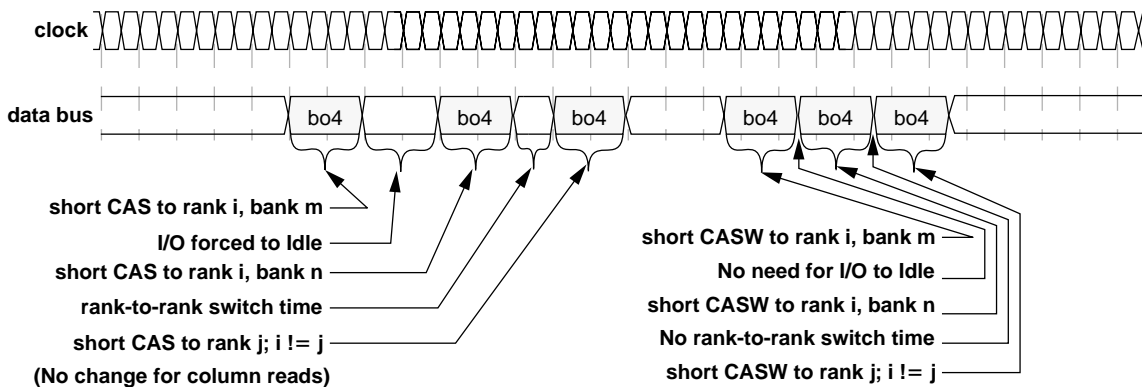 clock
data bus
bo4 bo4 bo4 bo4 bo4 bo4
short CAS to rank i, bank m
I/O forced to Idle
short CAS to rank i, bank n
rank-to-rank switch time
short CAS to rank j; i != j
(No change for column reads)
short CASW to rank i, bank m
No need for I/O to Idle
short CASW to rank i, bank n
No rank-to-rank switch time
short CASW to rank j; i != j